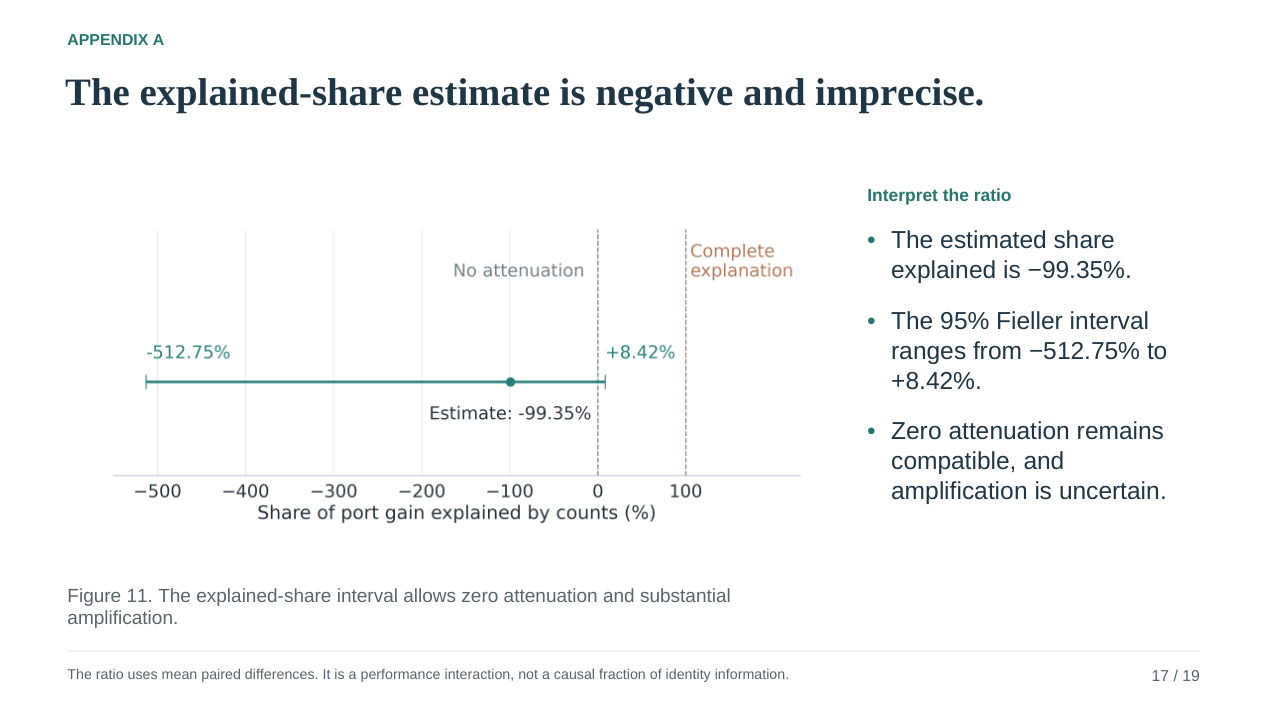 APPENDIX A
The explained-share estimate is negative and imprecise.
No attenuation
Complete
explanation
-512.75%
+8.42%
Estimate: -99.35%
−500 −400 −300 −200 −100 0 100
Share of port gain explained by counts (%)
Figure 11. The explained-share interval allows zero attenuation and substantial
amplification.
Interpret the ratio
• The estimated share
explained is −99.35%.
• The 95% Fieller interval
ranges from −512.75% to
+8.42%.
• Zero attenuation remains
compatible, and
amplification is uncertain.
The ratio uses mean paired differences. It is a performance interaction, not a causal fraction of identity information.
17 / 19